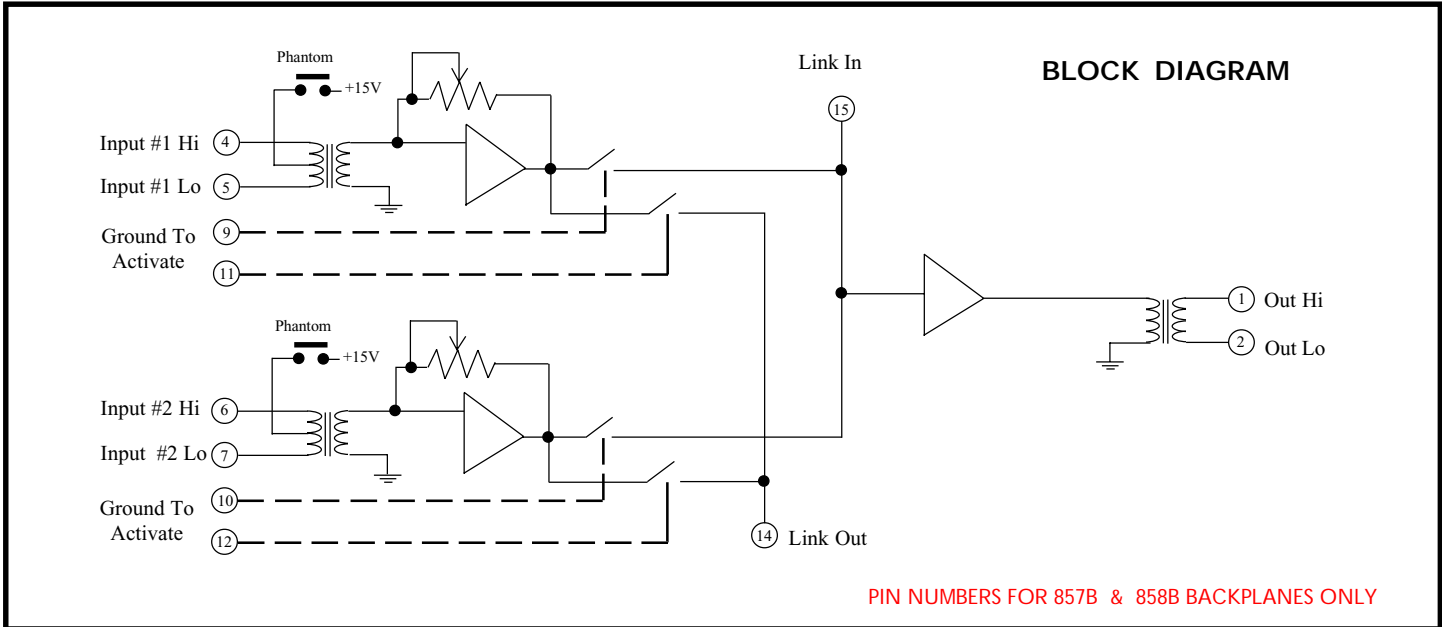 BLOCK DIAGRAM
Phantom
+15V
Link In
15
Input #1 Hi 4
Input #1 Lo 5
Ground To
Activate
9
11
Phantom
+15V
1 Out Hi
2 Out Lo
Input #2 Hi 6
Input #2 Lo 7
Ground To
Activate
10
12
14 Link Out
PIN NUMBERS FOR 857B & 858B BACKPLANES ONLY